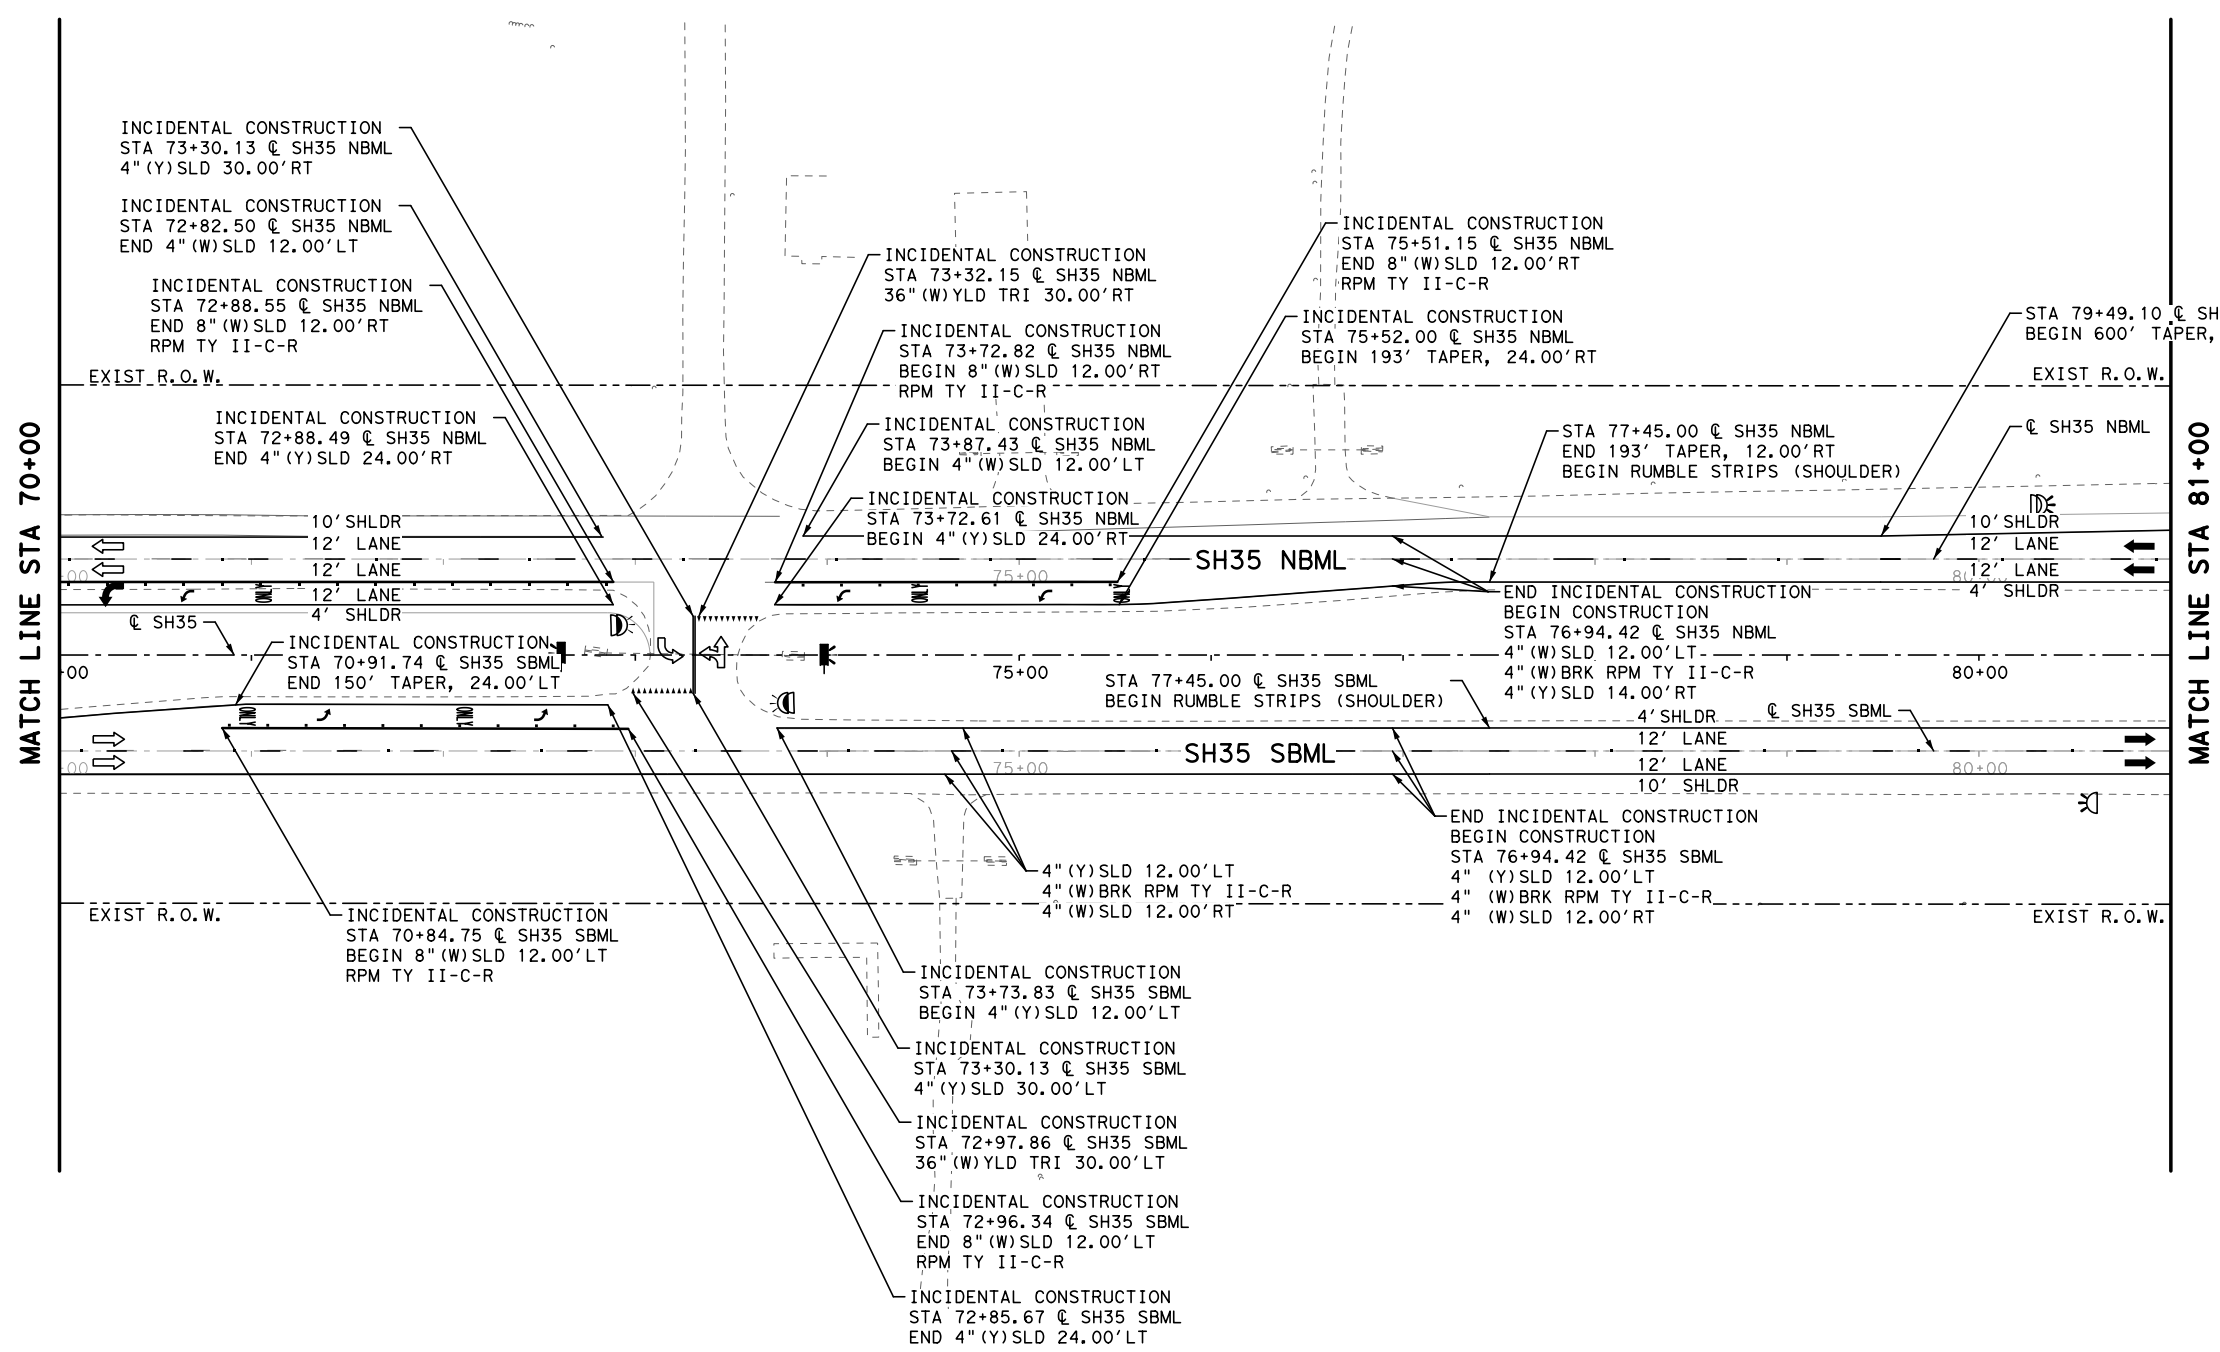 INCIDENTAL CONSTRUCTION
STA 73+30.13 ℄ SH35 NBML
4"(Y)SLD 30.00'RT
INCIDENTAL CONSTRUCTION
STA 72+82.50 ℄ SH35 NBML
END 4"(W)SLD 12.00'LT
INCIDENTAL CONSTRUCTION
STA 72+88.55 ℄ SH35 NBML
END 8"(W)SLD 12.00'RT
RPM TY II-C-R
EXIST R.O.W.
INCIDENTAL CONSTRUCTION
STA 72+88.49 ℄ SH35 NBML
END 4"(Y)SLD 24.00'RT
INCIDENTAL CONSTRUCTION
STA 73+32.15 ℄ SH35 NBML
36"(W)YLD TRI 30.00'RT
INCIDENTAL CONSTRUCTION
STA 73+72.82 ℄ SH35 NBML
BEGIN 8"(W)SLD 12.00'RT
RPM TY II-C-R
INCIDENTAL CONSTRUCTION
STA 73+87.43 ℄ SH35 NBML
BEGIN 4"(W)SLD 12.00'LT
INCIDENTAL CONSTRUCTION
STA 73+72.61 ℄ SH35 NBML
BEGIN 4"(Y)SLD 24.00'RT
INCIDENTAL CONSTRUCTION
STA 75+51.15 ℄ SH35 NBML
END 8"(W)SLD 12.00'RT
RPM TY II-C-R
INCIDENTAL CONSTRUCTION
STA 75+52.00 ℄ SH35 NBML
BEGIN 193' TAPER, 24.00'RT
STA 79+49.10 ℄ SH
BEGIN 600' TAPER,
EXIST R.O.W.
STA 77+45.00 ℄ SH35 NBML
END 193' TAPER, 12.00'RT
BEGIN RUMBLE STRIPS (SHOULDER)
℄ SH35 NBML
MATCH LINE STA 70+00
MATCH LINE STA 81+00
10'SHLDR
12' LANE
12' LANE
12' LANE
4' SHLDR
00
ONLY
SH35 NBML
75+00
ONLY
ONLY
10'SHLDR
12' LANE
12' LANE
4' SHLDR
80+00
℄ SH35
INCIDENTAL CONSTRUCTION
STA 70+91.74 ℄ SH35 SBML
END 150' TAPER, 24.00'LT
+00
75+00
80+00
END INCIDENTAL CONSTRUCTION
BEGIN CONSTRUCTION
STA 76+94.42 ℄ SH35 NBML
4"(W)SLD 12.00'LT
4"(W)BRK RPM TY II-C-R
4"(Y)SLD 14.00'RT
STA 77+45.00 ℄ SH35 SBML
BEGIN RUMBLE STRIPS (SHOULDER)
℄ SH35 SBML
ONLY
ONLY
+00
SH35 SBML
75+00
4'SHLDR
12' LANE
12' LANE
10' SHLDR
80+00
END INCIDENTAL CONSTRUCTION
BEGIN CONSTRUCTION
STA 76+94.42 ℄ SH35 SBML
4" (Y)SLD 12.00'LT
4" (W)BRK RPM TY II-C-R
4" (W)SLD 12.00'RT
4"(Y)SLD 12.00'LT
4"(W)BRK RPM TY II-C-R
4"(W)SLD 12.00'RT
EXIST R.O.W.
EXIST R.O.W.
INCIDENTAL CONSTRUCTION
STA 70+84.75 ℄ SH35 SBML
BEGIN 8"(W)SLD 12.00'LT
RPM TY II-C-R
INCIDENTAL CONSTRUCTION
STA 73+73.83 ℄ SH35 SBML
BEGIN 4"(Y)SLD 12.00'LT
INCIDENTAL CONSTRUCTION
STA 73+30.13 ℄ SH35 SBML
4"(Y)SLD 30.00'LT
INCIDENTAL CONSTRUCTION
STA 72+97.86 ℄ SH35 SBML
36"(W)YLD TRI 30.00'LT
INCIDENTAL CONSTRUCTION
STA 72+96.34 ℄ SH35 SBML
END 8"(W)SLD 12.00'LT
RPM TY II-C-R
INCIDENTAL CONSTRUCTION
STA 72+85.67 ℄ SH35 SBML
END 4"(Y)SLD 24.00'LT